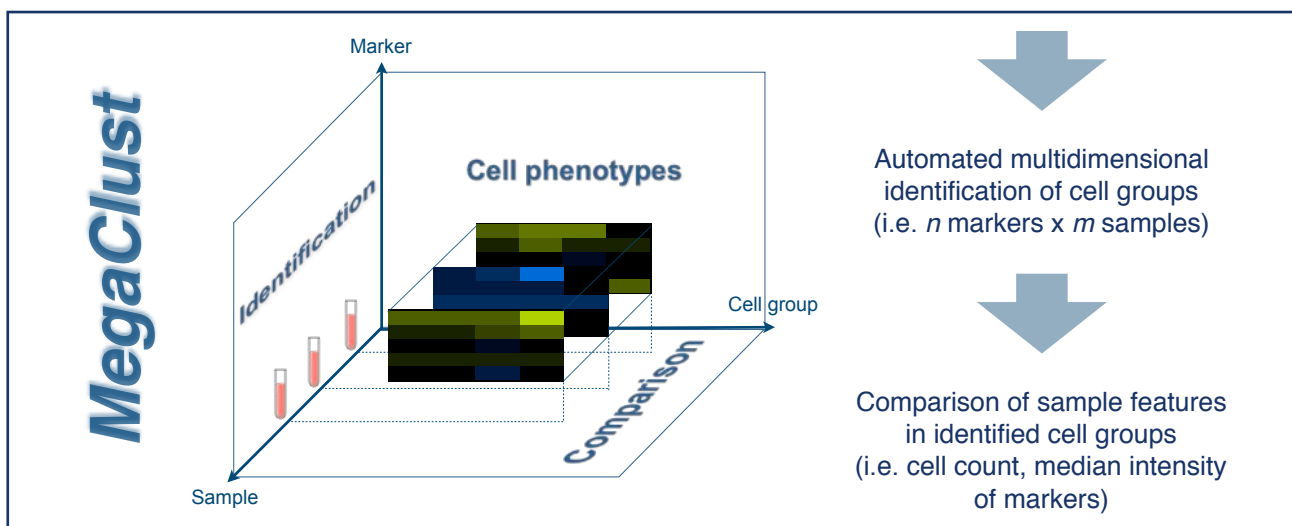 MegaClust
Marker
Cell phenotypes
Identification
Cell group
Comparison
Sample
Automated multidimensional
identification of cell groups
(i.e. n markers x m samples)
Comparison of sample features
in identified cell groups
(i.e. cell count, median intensity
of markers)